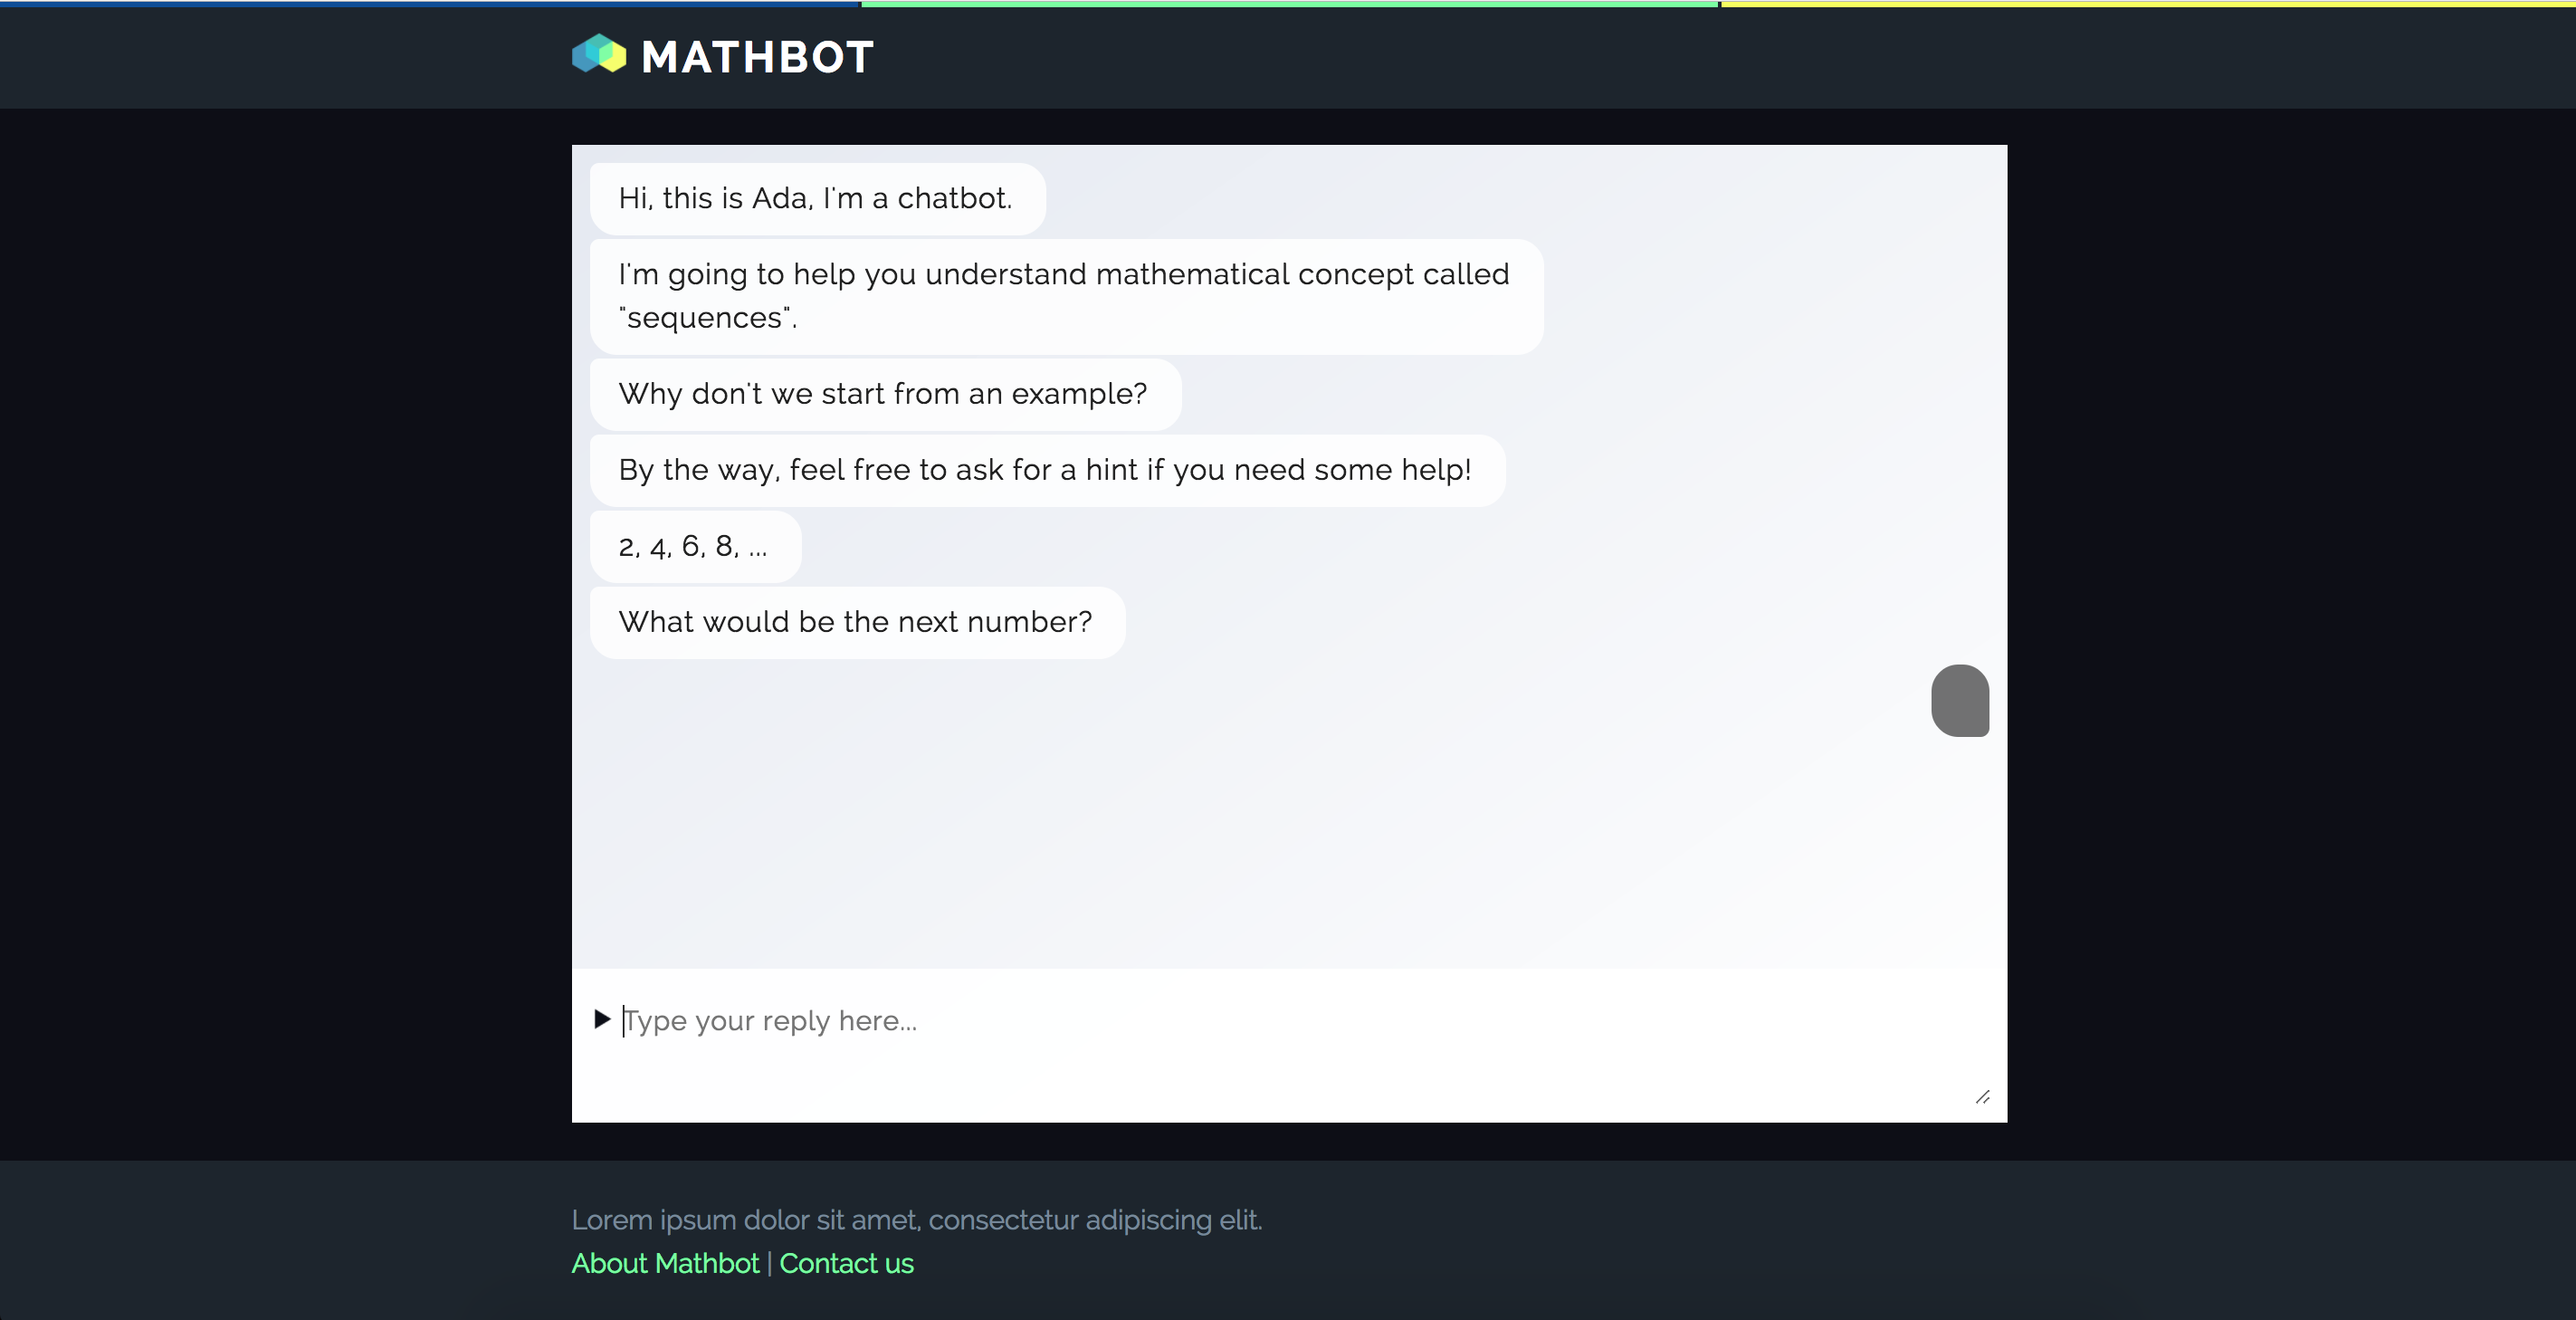 MATHBOT
Hi, this is Ada, I'm a chatbot.
I'm going to help you understand mathematical concept called
"sequences".
Why don't we start from an example?
By the way, feel free to ask for a hint if you need some help!
2, 4, 6, 8, ...
What would be the next number?
Type your reply here...
Lorem ipsum dolor sit amet, consectetur adipiscing elit.
About Mathbot | Contact us